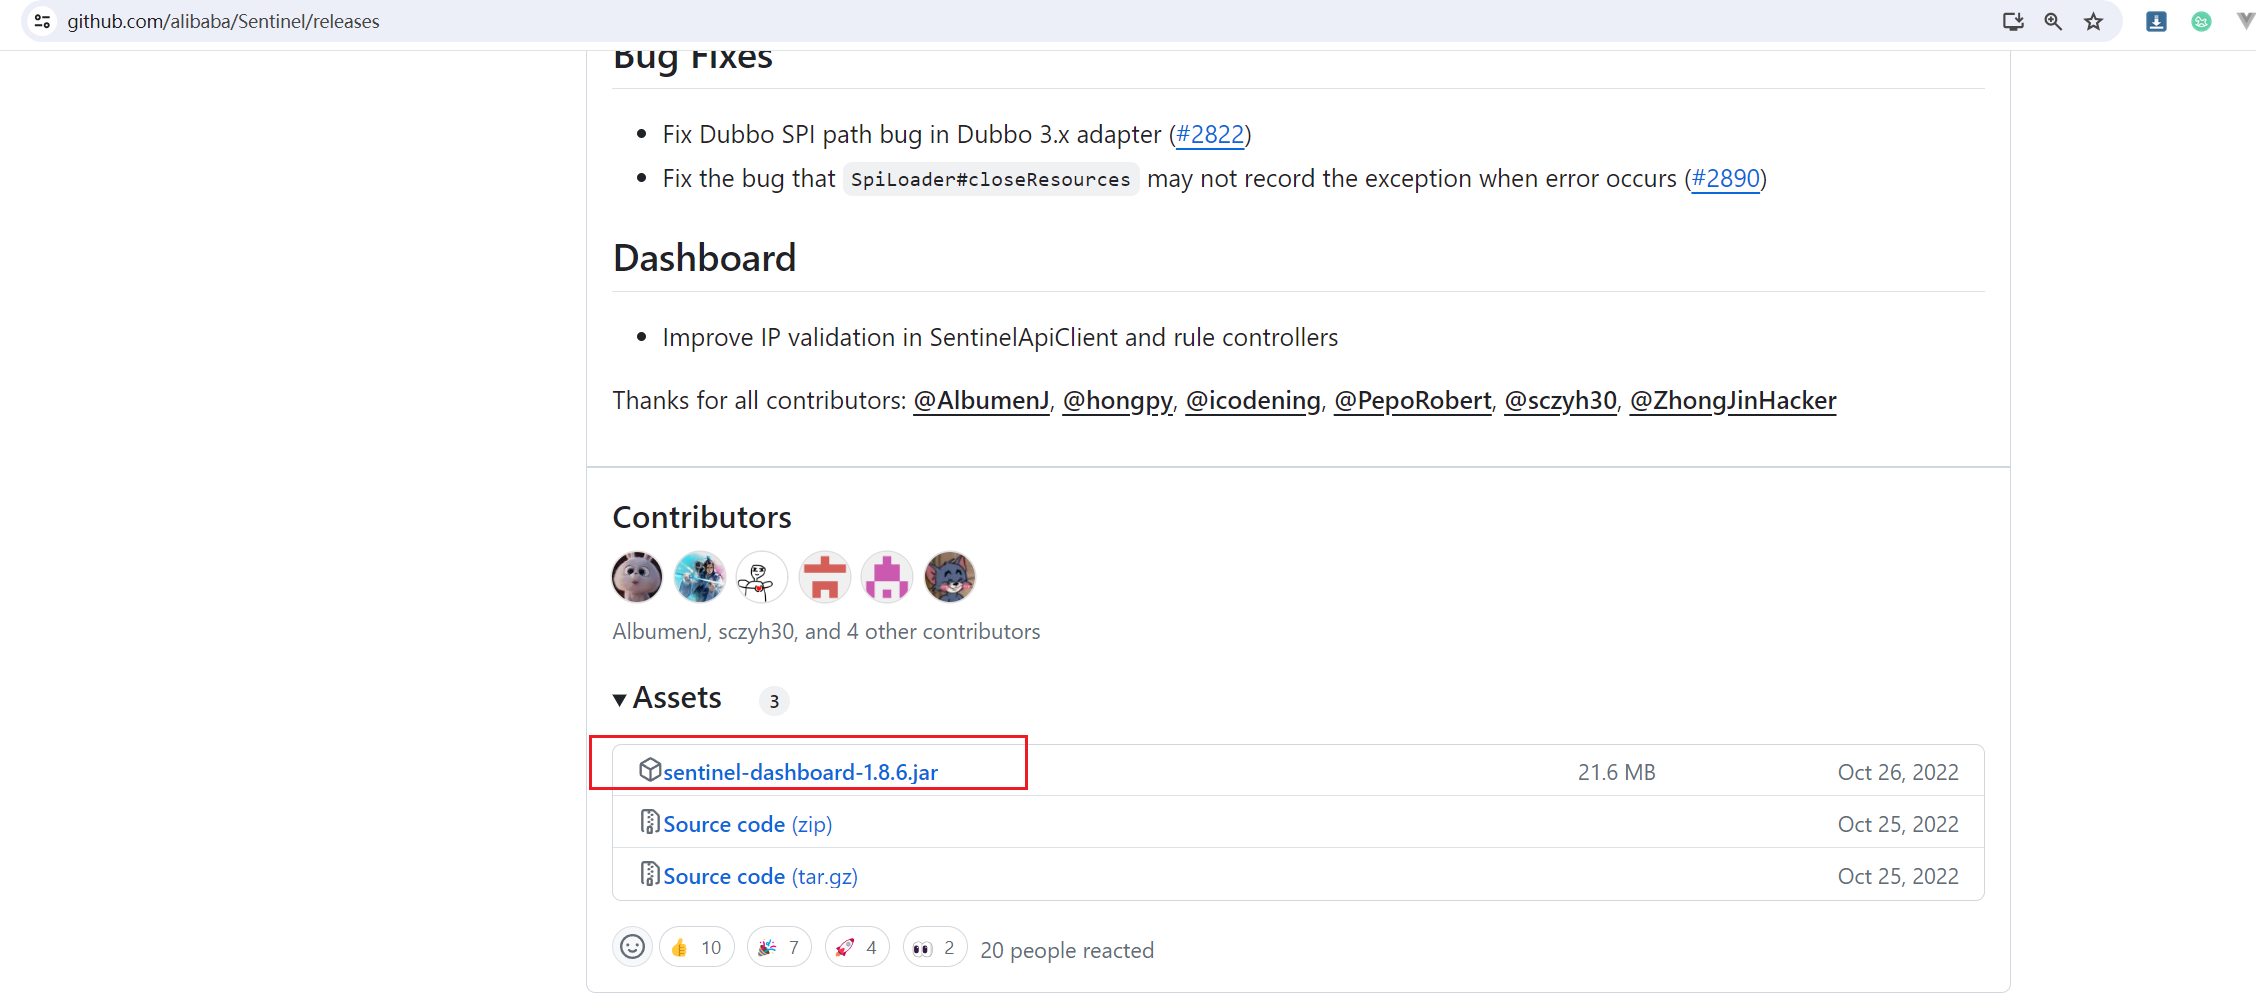 github.com/alibaba/Sentinel/releases
Bug Fixes
Fix Dubbo SPI path bug in Dubbo 3.x adapter (#2822)
Fix the bug that SpiLoader#closeResources may not record the exception when error occurs (#2890)
Dashboard
Improve IP validation in SentinelApiClient and rule controllers
Thanks for all contributors: @AlbumenJ, @hongpy, @icodening, @PepoRobert, @sczyh30, @ZhongJinHacker
Contributors
AlbumenJ, sczyh30, and 4 other contributors
Assets 3
sentinel-dashboard-1.8.6.jar 21.6 MB Oct 26, 2022
Source code (zip) Oct 25, 2022
Source code (tar.gz) Oct 25, 2022
10 7 4 2 20 people reacted